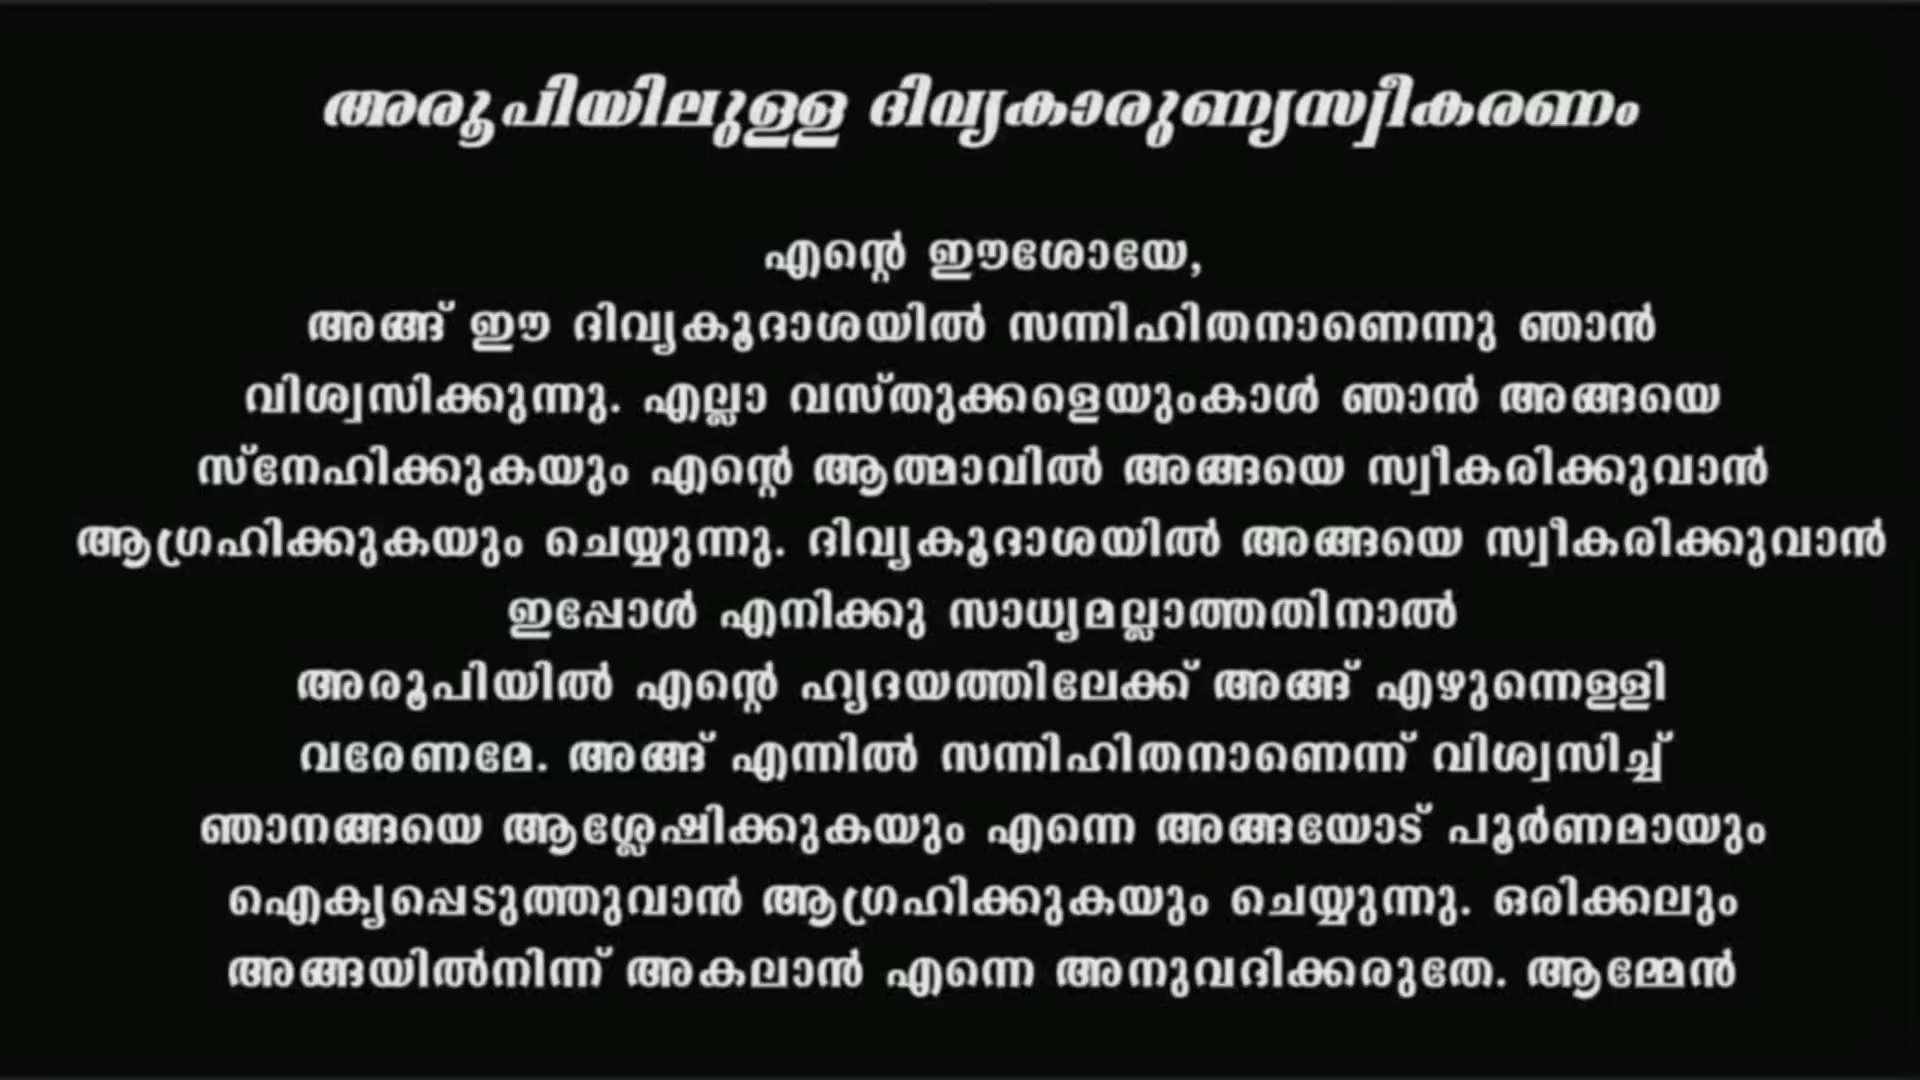 അരൂപിയിലുള്ള ദിവ്യകാരുണ്യസ്വീകരണം
എന്റെ ഈശോയേ,
അങ്ങ് ഈ ദിവ്യകൂദാശയിൽ സന്നിഹിതനാണെന്നു ഞാൻ
വിശ്വസിക്കുന്നു. എല്ലാ വസ്തുക്കളെയുംകാൾ ഞാൻ അങ്ങയെ
സ്നേഹിക്കുകയും എന്റെ ആത്മാവിൽ അങ്ങയെ സ്വീകരിക്കുവാൻ
ആഗ്രഹിക്കുകയും ചെയ്യുന്നു. ദിവ്യകൂദാശയിൽ അങ്ങയെ സ്വീകരിക്കുവാൻ
ഇപ്പോൾ എനിക്കു സാധ്യമല്ലാത്തതിനാൽ
അരൂപിയിൽ എന്റെ ഹൃദയത്തിലേക്ക് അങ്ങ് എഴുന്നെള്ളി
വരേണമേ. അങ്ങ് എന്നിൽ സന്നിഹിതനാണെന്ന് വിശ്വസിച്ച്
ഞാനങ്ങയെ ആശ്ലേഷിക്കുകയും എന്നെ അങ്ങയോട് പൂർണമായും
ഐക്യപ്പെടുത്തുവാൻ ആഗ്രഹിക്കുകയും ചെയ്യുന്നു. ഒരിക്കലും
അങ്ങയിൽനിന്ന് അകലാൻ എന്നെ അനുവദിക്കരുതേ. ആമ്മേൻ